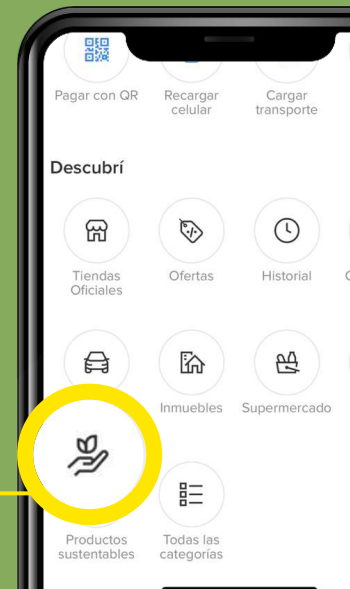 Pagar con QR
Recargar
celular
Cargar
transporte
Descubrí
Tiendas
Oficiales
Ofertas
Historial
Inmuebles
Supermercado
Productos
sustentables
Todas las
categorías